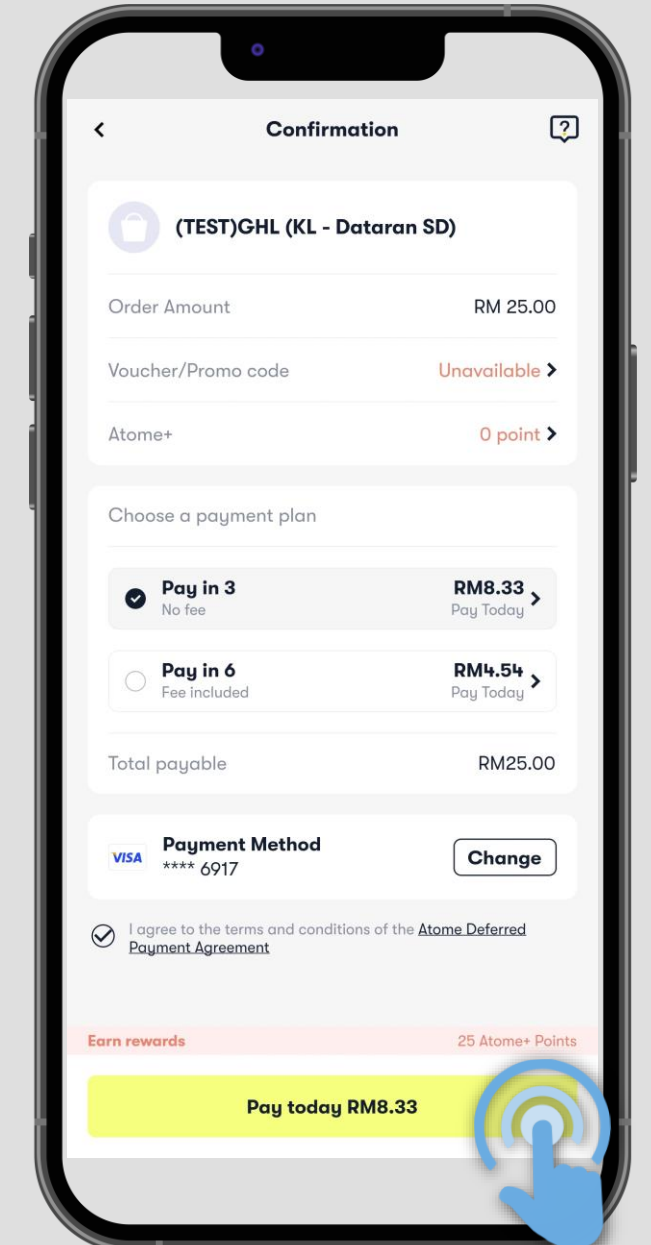 Confirmation
?
(TEST)GHL (KL - Dataran SD)
Order Amount RM 25.00
Voucher/Promo code Unavailable
Atome+ 0 point
Choose a payment plan
Pay in 3 RM8.33
No fee Pay Today
Pay in 6 RM4.54
Fee included Pay Today
Total payable RM25.00
VISA Payment Method Change
**** 6917
I agree to the terms and conditions of the Atome Deferred
Payment Agreement
Earn rewards 25 Atome+ Points
Pay today RM8.33